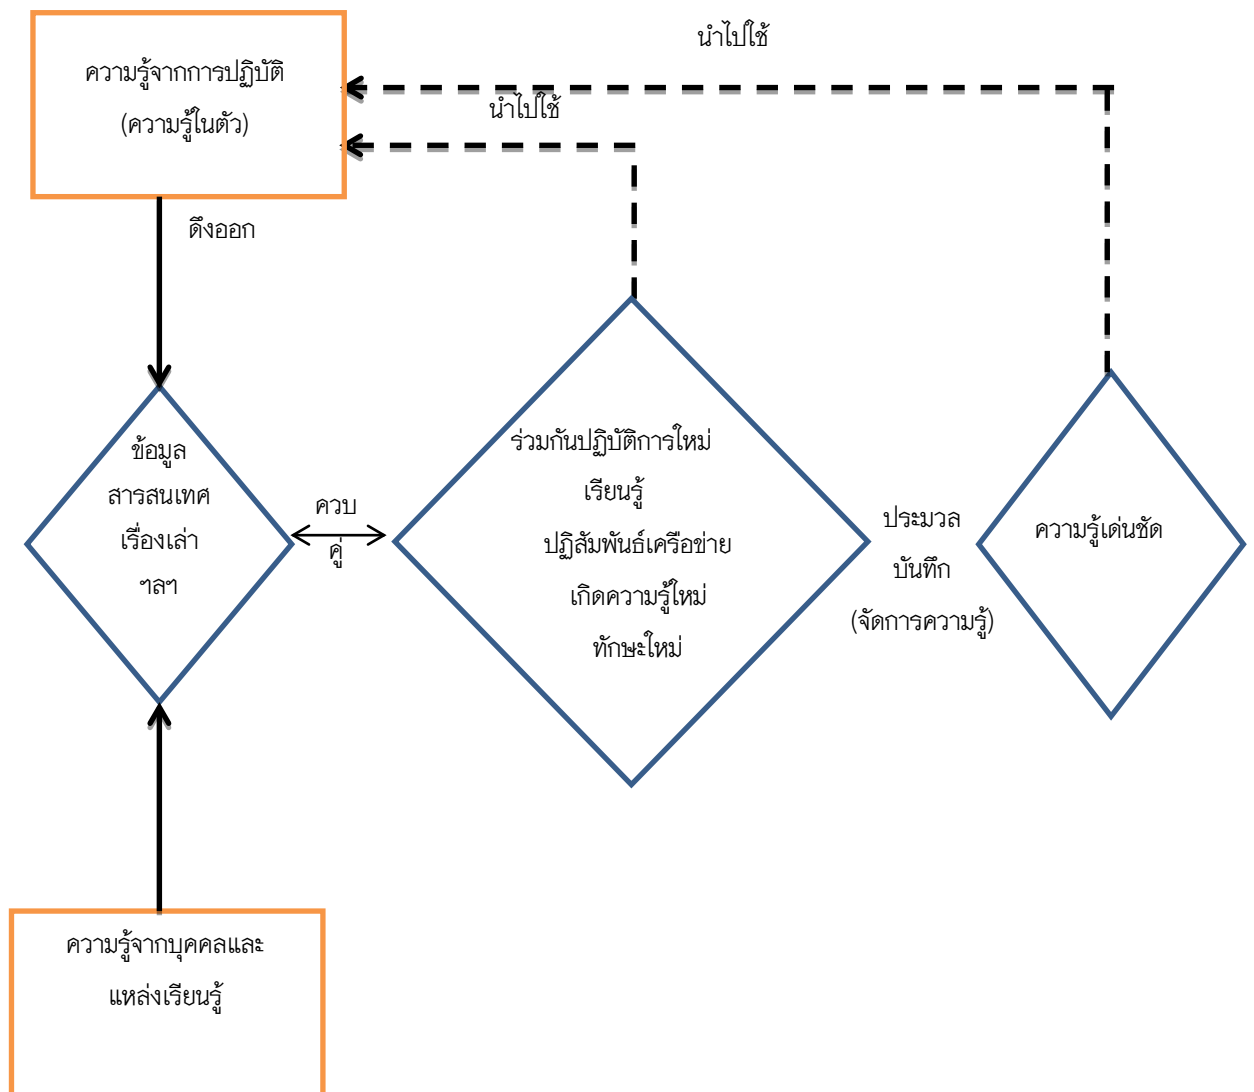 นำไปใช้
ความรู้จากการปฏิบัติ
(ความรู้ในตัว)
นำไปใช้
ดึงออก
ข้อมูล
สารสนเทศ
เรื่องเล่า
ฯลฯ
ควบ
คู่
ร่วมกันปฏิบัติการใหม่
เรียนรู้
ปฏิสัมพันธ์เครือข่าย
เกิดความรู้ใหม่
ทักษะใหม่
ประมวล
บันทึก
(จัดการความรู้)
ความรู้เด่นชัด
ความรู้จากบุคคลและ
แหล่งเรียนรู้